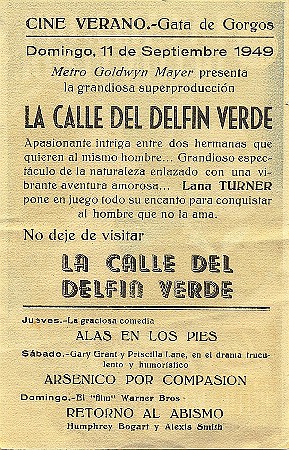 CINE VERANO.-Gata de Gorgos
Domingo, 11 de Septiembre 1949
Metro Goldwyn Mayer presenta
la grandiosa superproducción
LA CALLE DEL DELFIN VERDE
Apasionante intriga entre dos hermanas que
quieren al mismo hombre... Grandioso espec-
táculo de la naturaleza enlazado con una vi-
brante aventura amorosa... Lana TURNER
pone en juego todo su encanto para conquistar
al hombre que no la ama.
No deje de visitar
LA CALLE DEL
DELFIN VERDE
Jueves.-La graciosa comedia
ALAS EN LOS PIES
Sábado.-Gary Grant y Priscilla Lane, en el drama trucu-
lento y humorístico
ARSENICO POR COMPASION
Domingo.-El "film" Warner Bros
RETORNO AL ABISMO
Humphrey Bogart y Alexis Smith